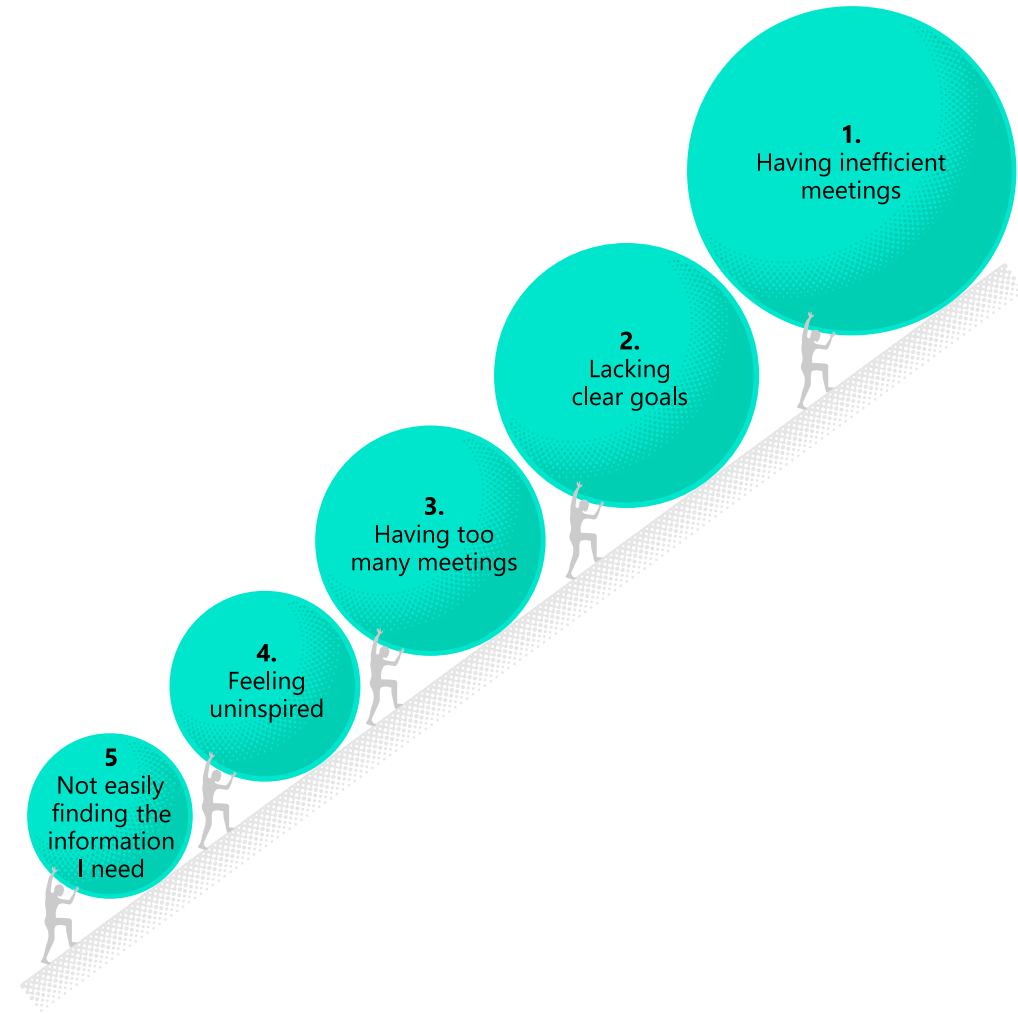 1.
Having inefficient
meetings
2.
Lacking
clear goals
3.
Having too
many meetings
4.
Feeling
uninspired
5
Not easily
finding the
information
I need